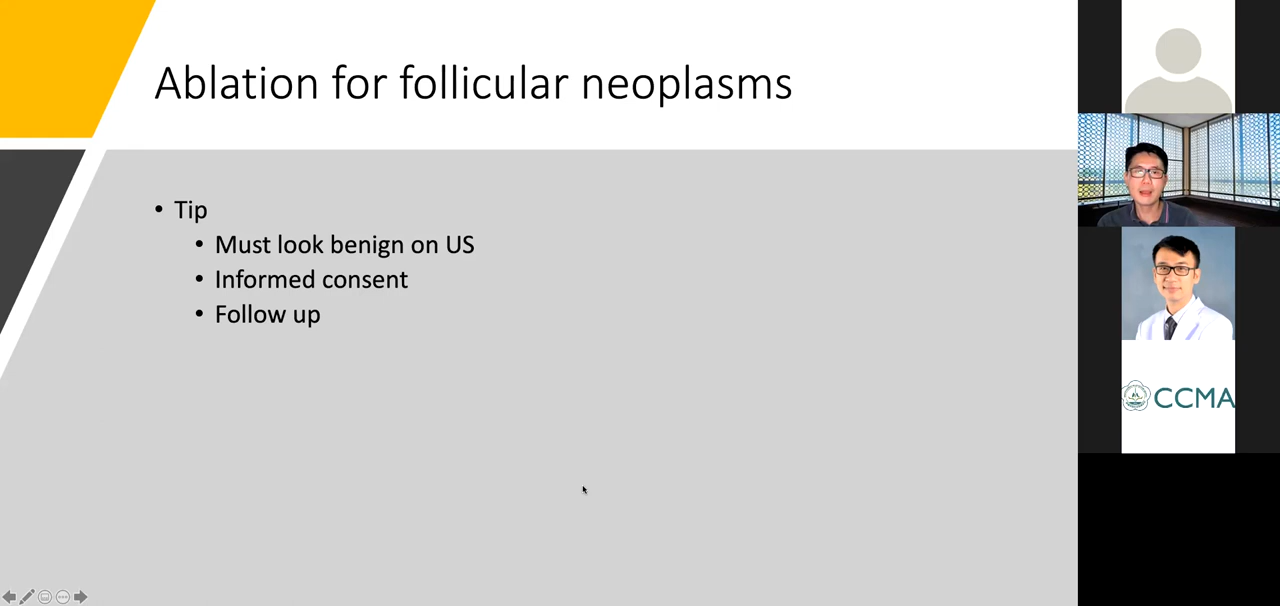 Ablation for follicular neoplasms
• Tip
• Must look benign on US
• Informed consent
• Follow up
CCMA